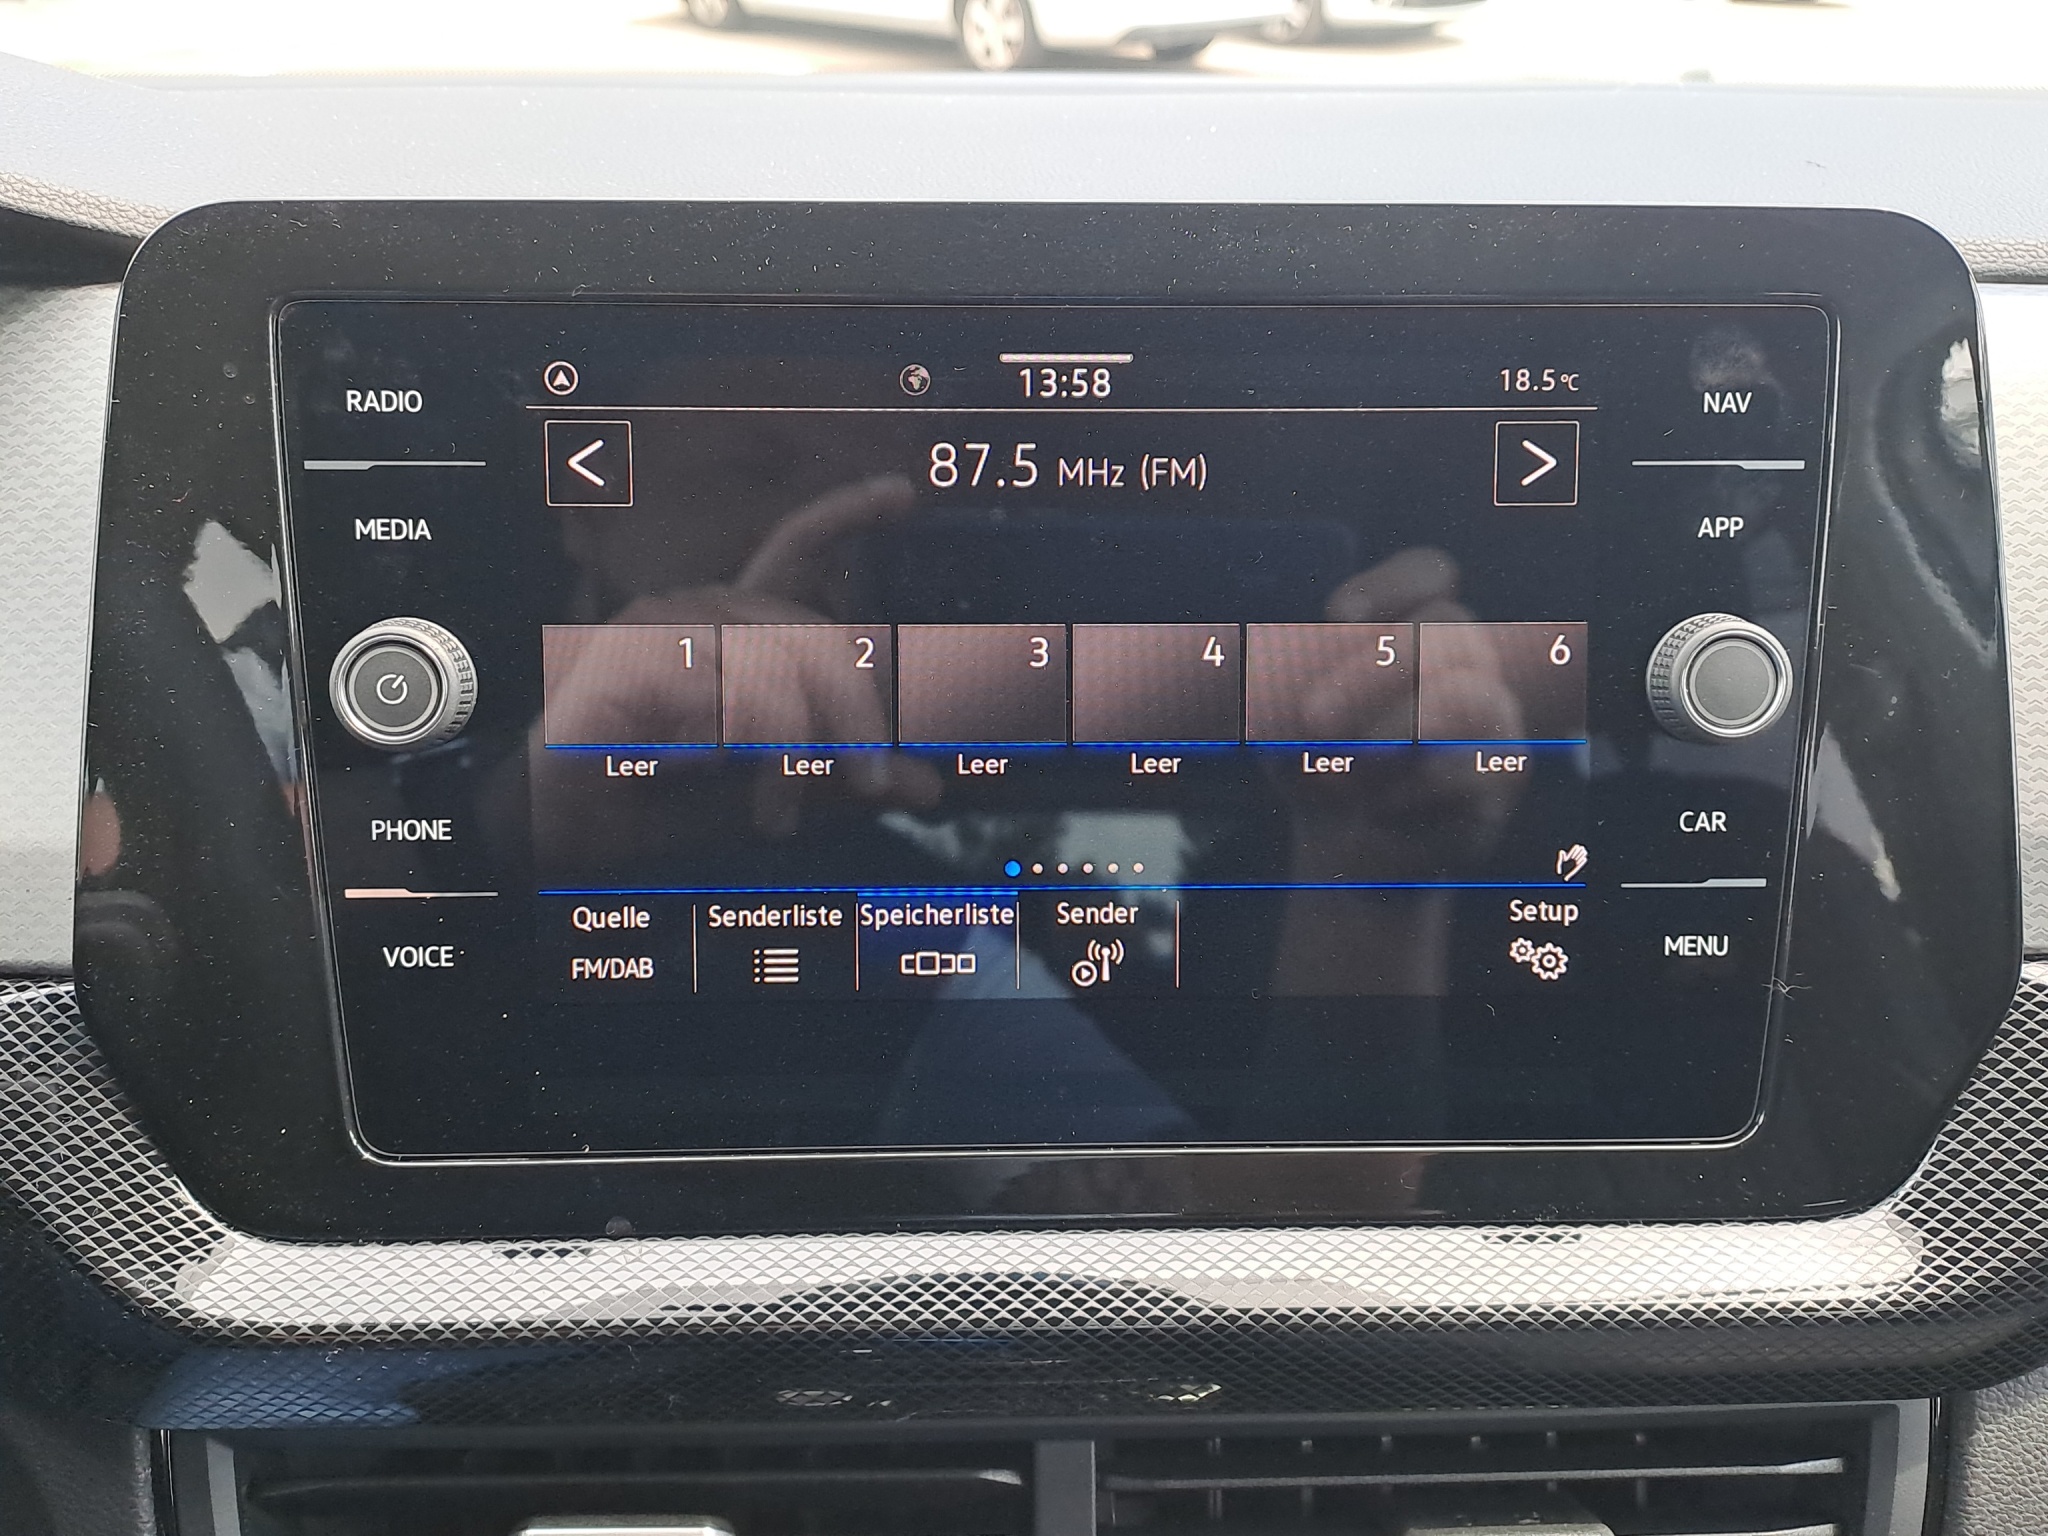 RADIO
MEDIA
PHONE
VOICE
13:58
18.5°C
<
87.5 MHz (FM)
>
1 2 3 4 5 6
Leer Leer Leer Leer Leer Leer
Quelle Senderliste Speicherliste Sender Setup
FM/DAB
NAV
APP
CAR
MENU